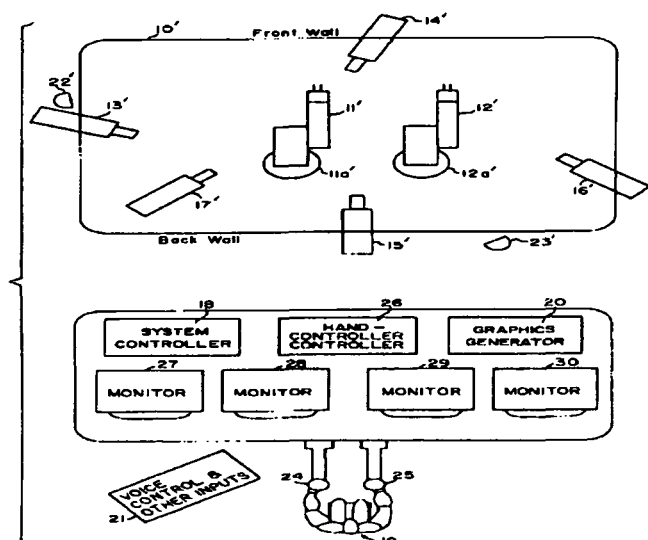 10'
Front Wall
14'
22'
13'
11'
12'
11a'
12a'
16'
17'
Back Wall
15'
23'
18
26
20
SYSTEM
CONTROLLER
HAND-
CONTROLLER
CONTROLLER
GRAPHICS
GENERATOR
27
28
29
30
MONITOR
MONITOR
MONITOR
MONITOR
24
25
VOICE
CONTROL &
OTHER INPUTS
21
19